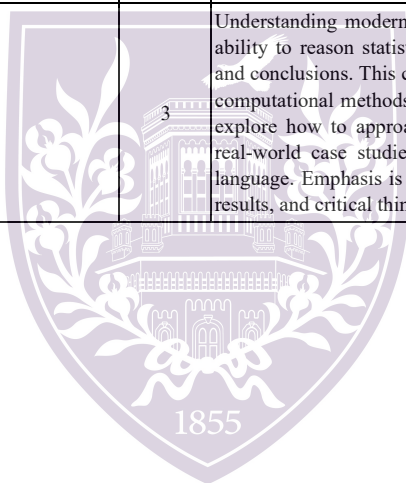 Understanding modern
ability to reason statis
and conclusions. This c
computational methods
3
explore how to approa
real-world case studie
language. Emphasis is
results, and critical thin
1855